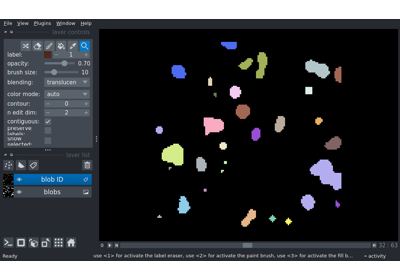 File View Plugins Window Help
layer controls
label: 1
opacity: 0.70
brush size: 10
blending: translucen
color mode: auto
contour: 0
n edit dim: 2
contiguous:
preserve
labels:
show
selected:
layer list
blob ID
blobs
0 32 63
Ready use <1> for activate the label eraser, use <2> for activate the paint brush, use <3> for activate the fill b... activity